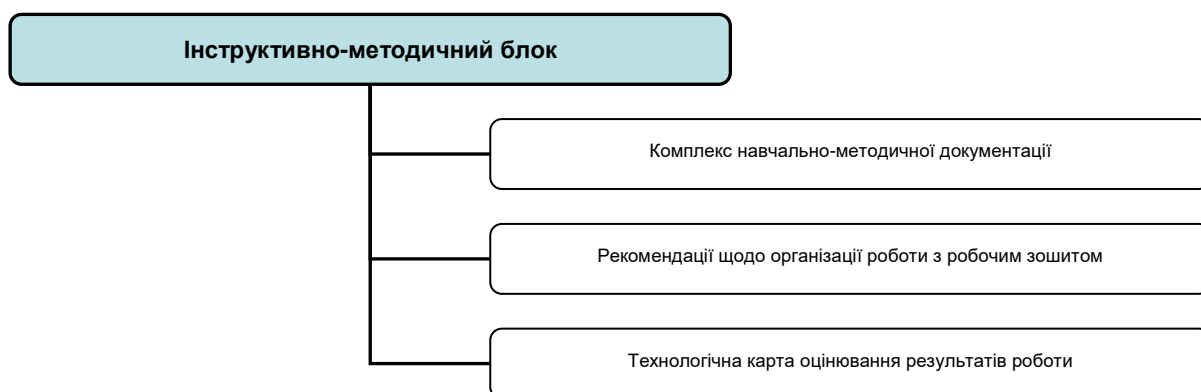 Інструктивно-методичний блок
Комплекс навчально-методичної документації
Рекомендації щодо організації роботи з робочим зошитом
Технологічна карта оцінювання результатів роботи